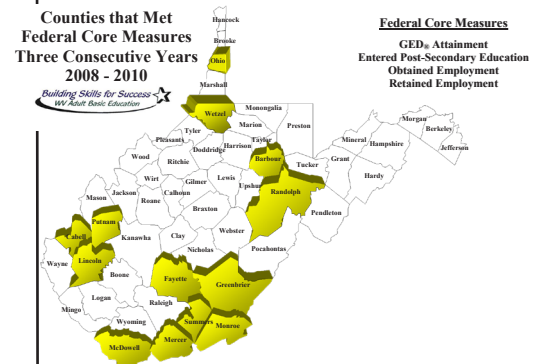 Counties that Met
Federal Core Measures
Three Consecutive Years
2008 - 2010
Building Skills for Success
WV Adult Basic Education
Federal Core Measures
GED® Attainment
Entered Post-Secondary Education
Obtained Employment
Retained Employment
Hancock
Brooke
Ohio
Marshall
Wetzel
Monongalia
Marion
Preston
Morgan
Berkeley
Jefferson
Mineral
Hampshire
Tyler
Pleasants
Doddridge
Harrison
Taylor
Barbour
Tucker
Grant
Hardy
Wood
Ritchie
Wirt
Gilmer
Lewis
Upshur
Randolph
Pendleton
Mason
Jackson
Roane
Calhoun
Braxton
Webster
Pocahontas
Putnam
Cabell
Kanawha
Clay
Nicholas
Wayne
Lincoln
Boone
Fayette
Greenbrier
Mingo
Logan
Raleigh
Wyoming
Summers
Monroe
Mercer
McDowell